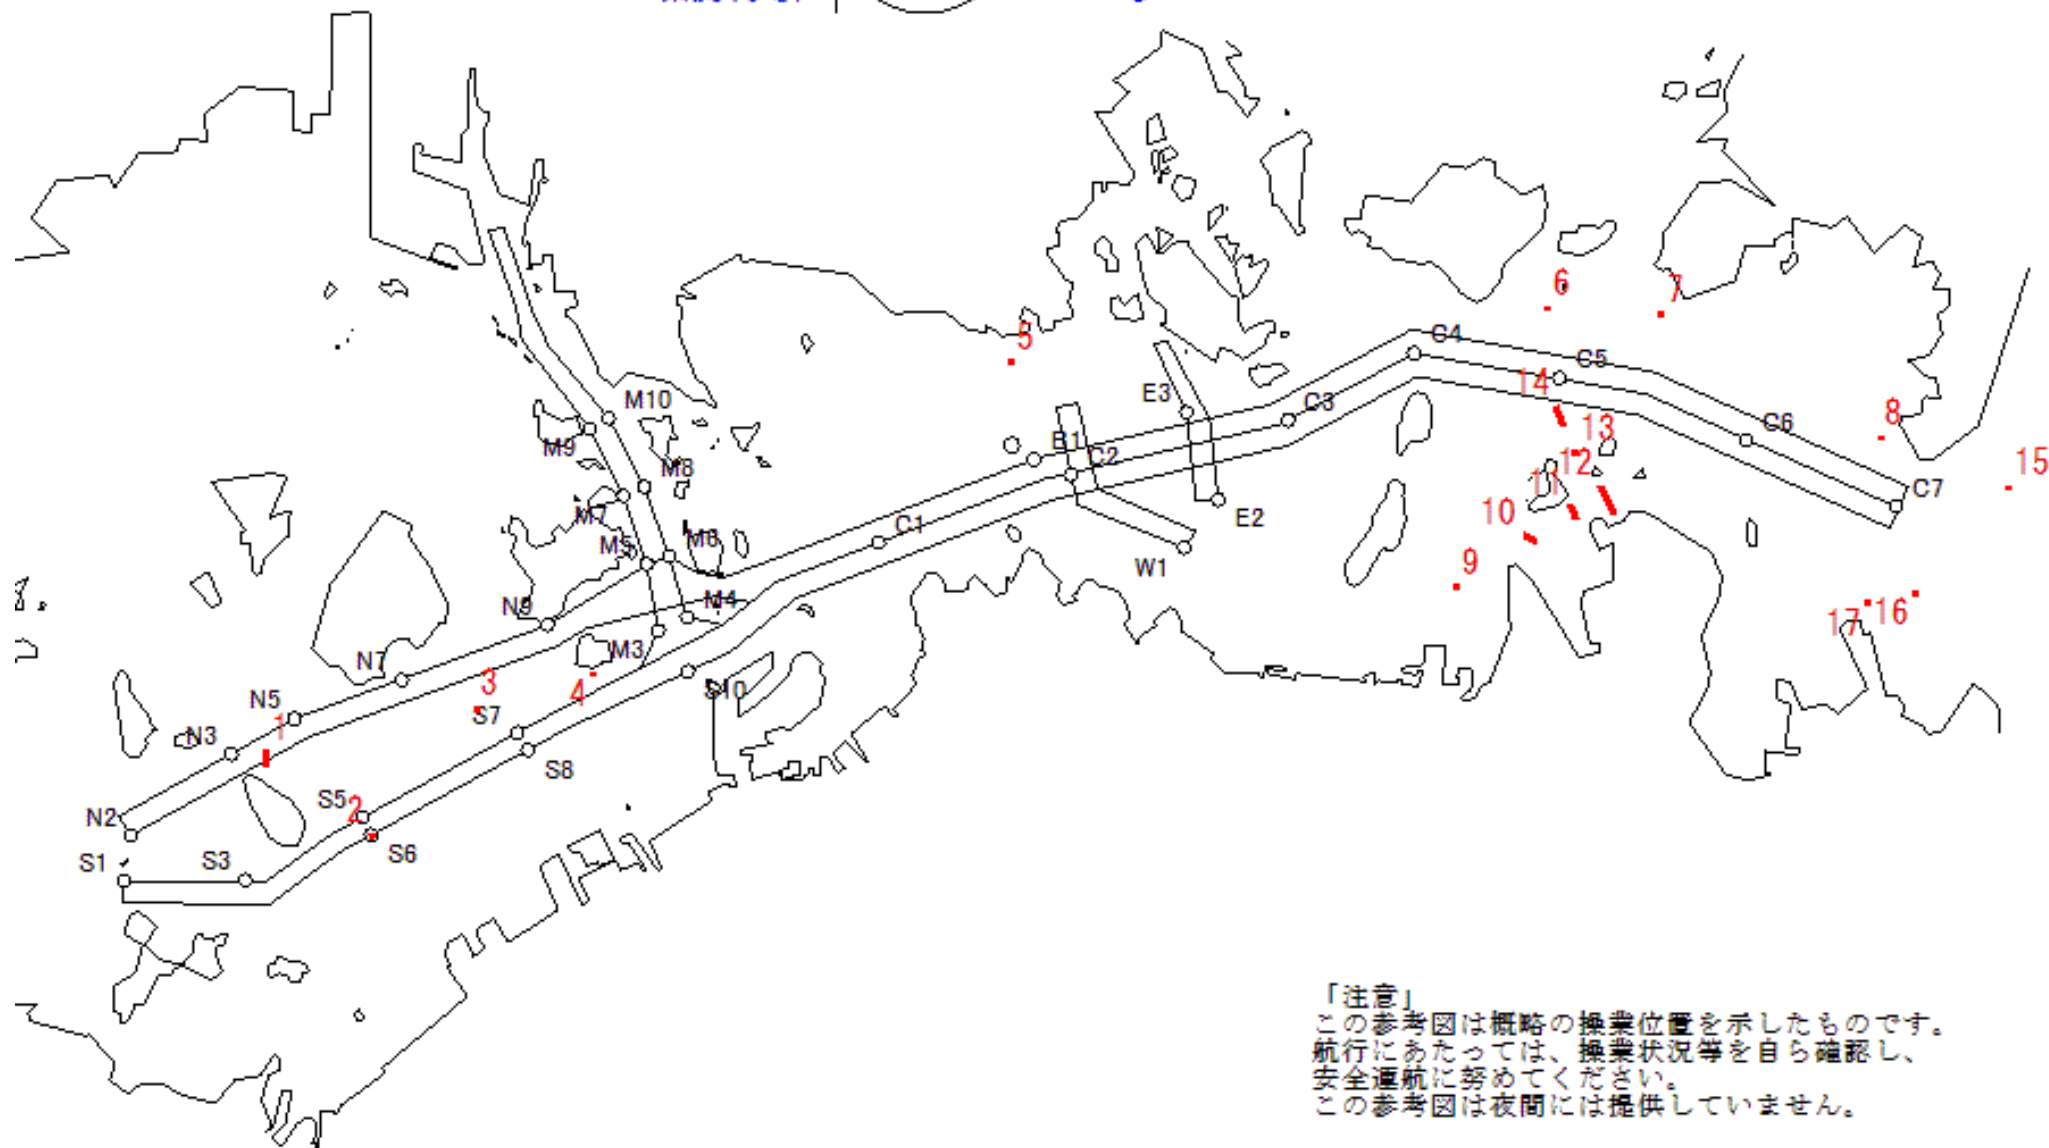 6
7
C4
5
C5
14
E3
M10
C6
8
13
M9
B1
C3
15
C2
12
M8
11
C7
M7
E2
10
C1
M5
M6
W1
9
N9
M4
16
17
M3
N7
3
4
S10
N5
S7
1
N3
S8
S5
2
N2
S6
S1
S3
「注意」
この参考図は概略の操業位置を示したものです。
航行にあたっては、操業状況等を自ら確認し、
安全運航に努めてください。
この参考図は夜間には提供していません。